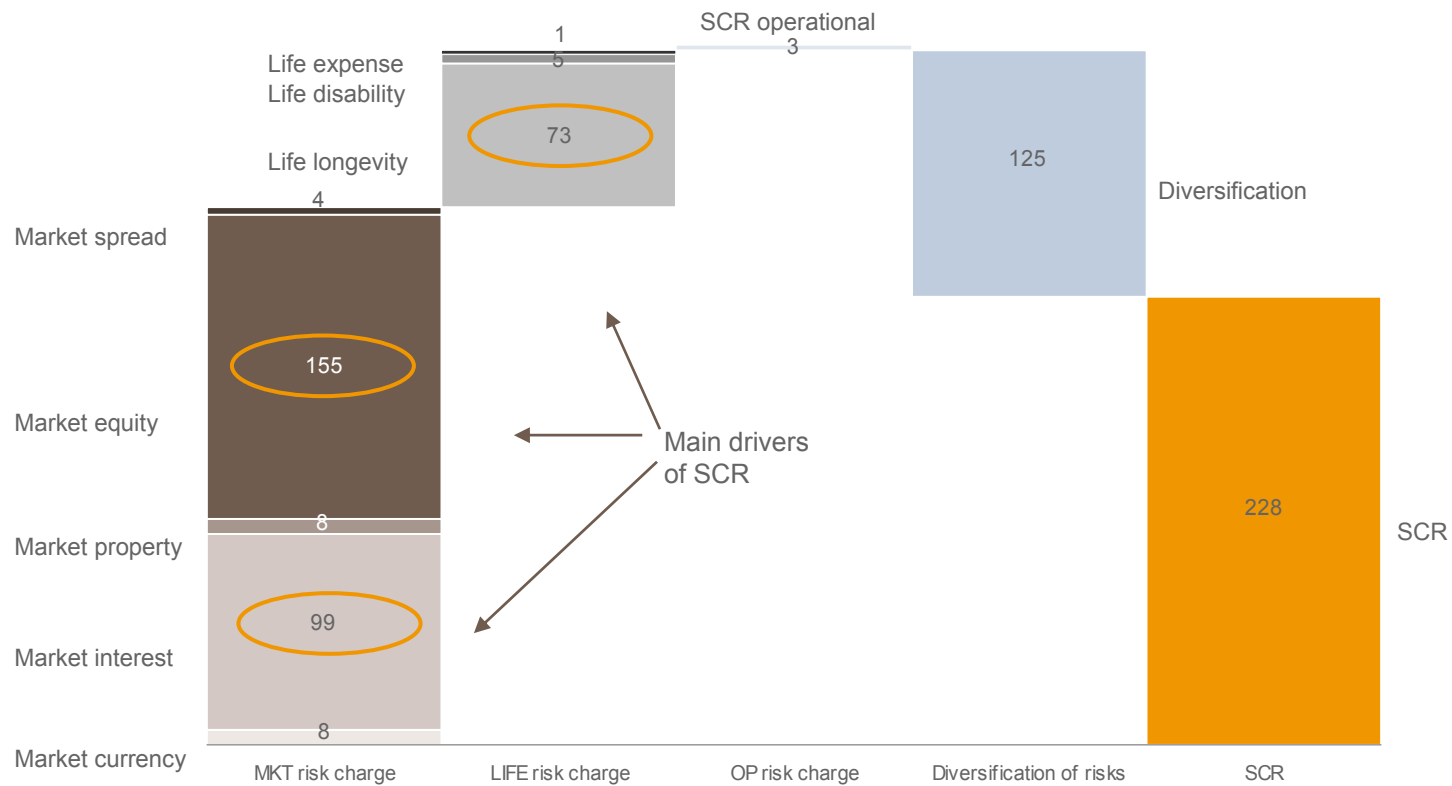 SCR operational
1
3
Life expense
5
Life disability
73
125
Life longevity
4
Diversification
Market spread
155
Market equity
Main drivers
of SCR
228
8
SCR
Market property
99
Market interest
8
Market currency
MKT risk charge
LIFE risk charge
OP risk charge
Diversification of risks
SCR